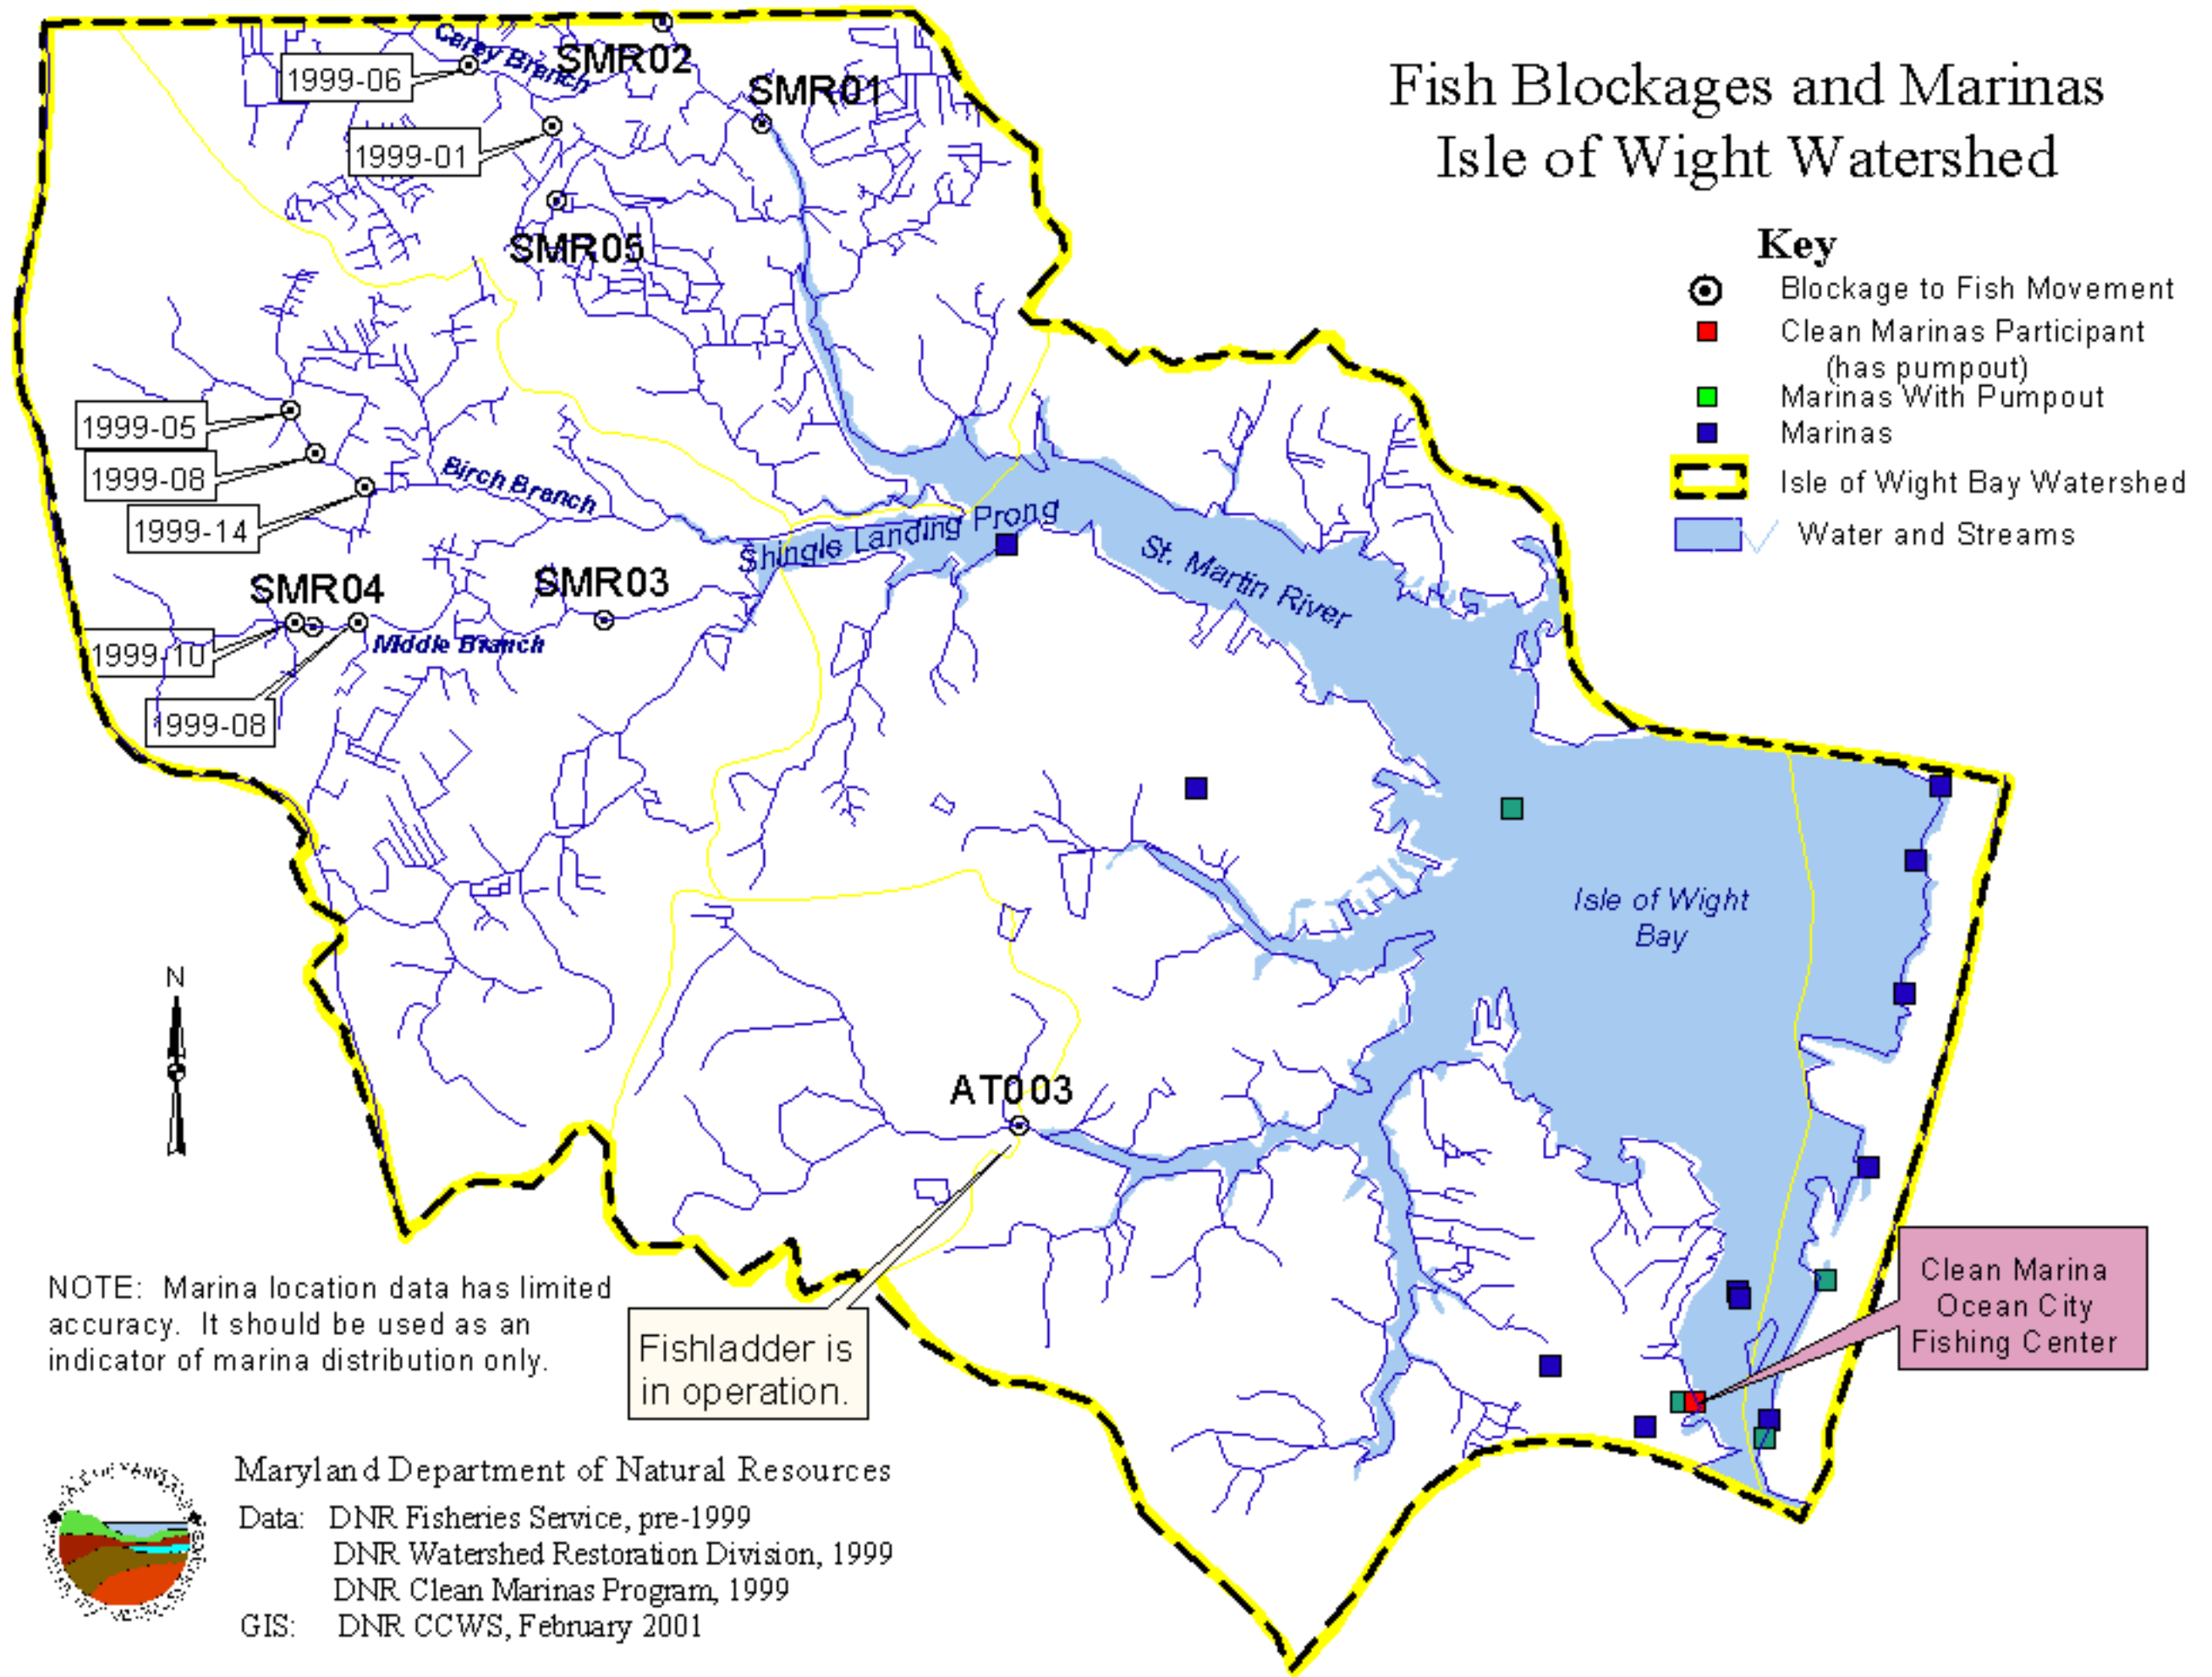 Fish Blockages and Marinas
Isle of Wight Watershed
Key
Blockage to Fish Movement
Clean Marinas Participant
(has pumpout)
Marinas With Pumpout
Marinas
Isle of Wight Bay Watershed
Water and Streams
Carey Branch
SMR02
SMR01
1999-06
1999-01
SMR05
1999-05
1999-08
1999-14
Birch Branch
Shingle Landing Prong
St. Martin River
SMR04
SMR03
1999-10
Middle Branch
1999-08
Isle of Wight
Bay
N
AT003
NOTE: Marina location data has limited
accuracy. It should be used as an
indicator of marina distribution only.
Fishladder is
in operation.
Clean Marina
Ocean City
Fishing Center
Maryland Department of Natural Resources
Data: DNR Fisheries Service, pre-1999
DNR Watershed Restoration Division, 1999
DNR Clean Marinas Program, 1999
GIS: DNR CCWS, February 2001